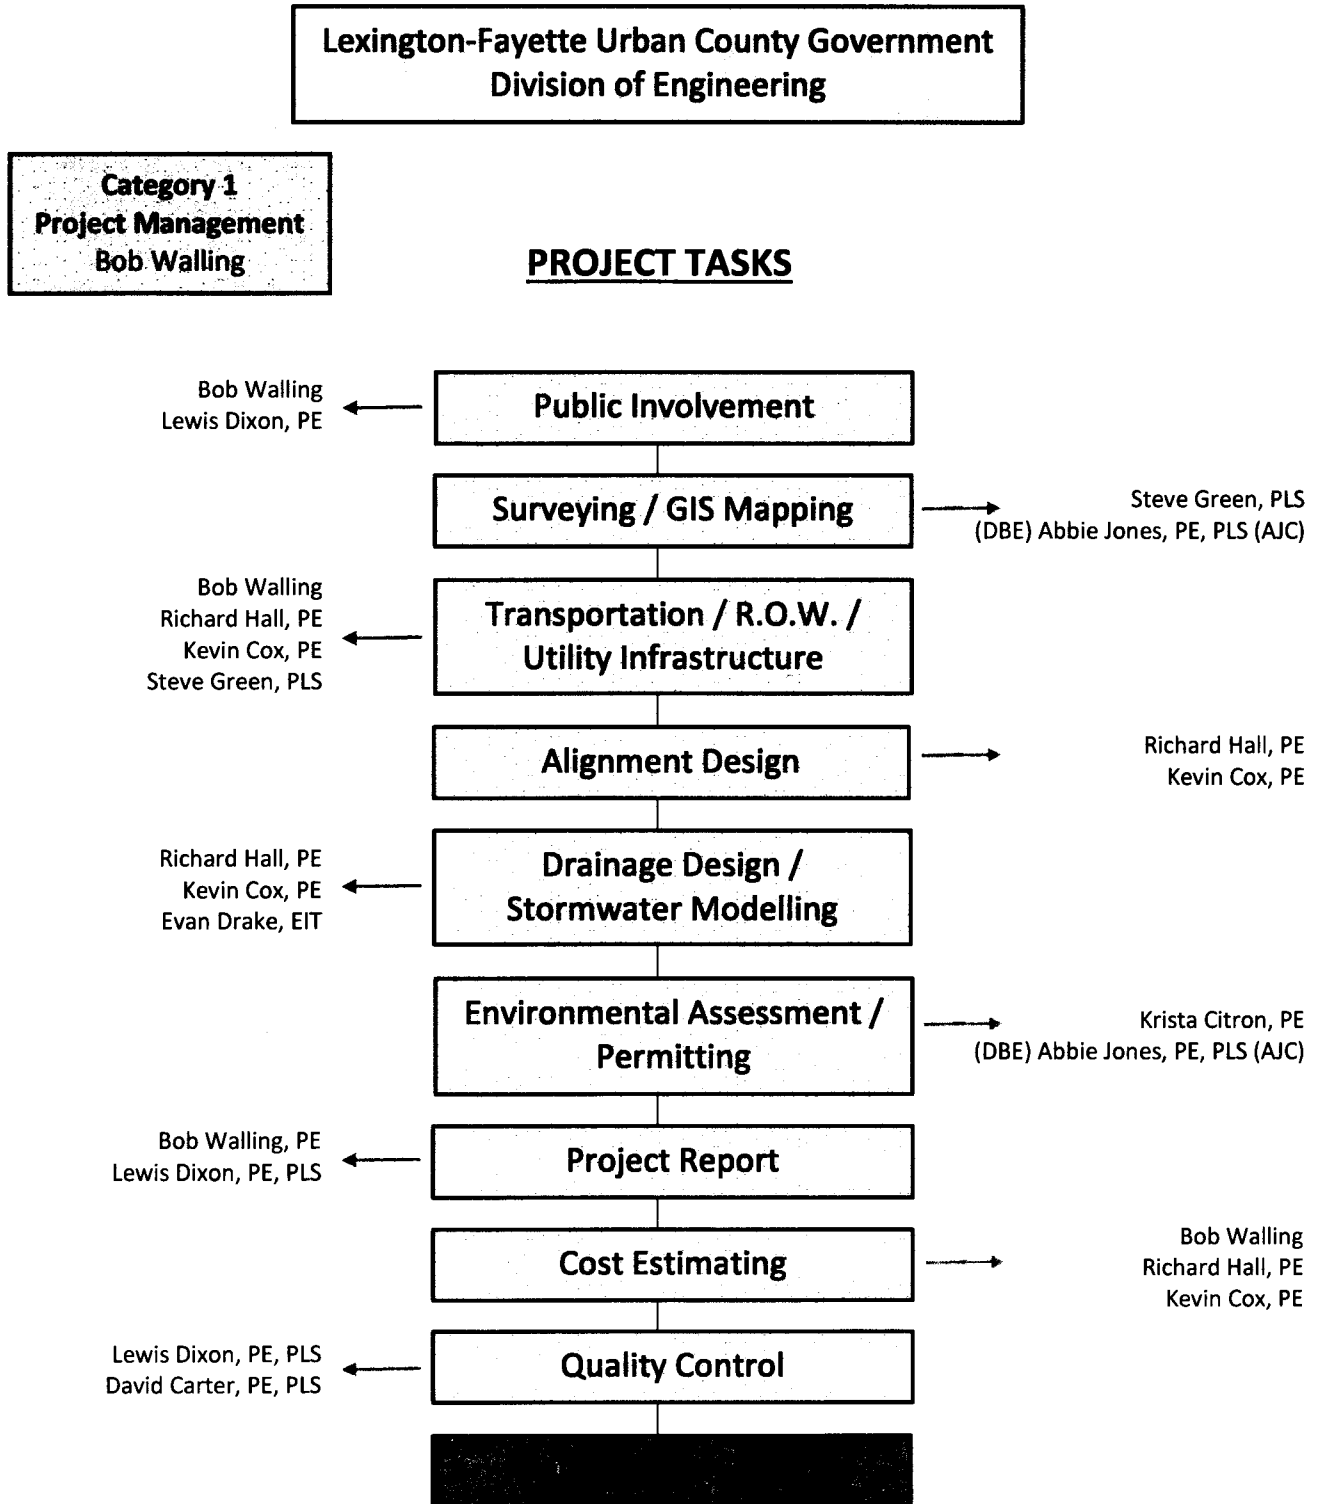 Lexington-Fayette Urban County Government
Division of Engineering
Category 1
Project Management
Bob Walling
PROJECT TASKS
Bob Walling
Lewis Dixon, PE
Public Involvement
Surveying / GIS Mapping
Steve Green, PLS
(DBE) Abbie Jones, PE, PLS (AJC)
Bob Walling
Richard Hall, PE
Kevin Cox, PE
Steve Green, PLS
Transportation / R.O.W. /
Utility Infrastructure
Alignment Design
Richard Hall, PE
Kevin Cox, PE
Richard Hall, PE
Kevin Cox, PE
Evan Drake, EIT
Drainage Design /
Stormwater Modelling
Environmental Assessment /
Permitting
Krista Citron, PE
(DBE) Abbie Jones, PE, PLS (AJC)
Bob Walling, PE
Lewis Dixon, PE, PLS
Project Report
Cost Estimating
Bob Walling
Richard Hall, PE
Kevin Cox, PE
Lewis Dixon, PE, PLS
David Carter, PE, PLS
Quality Control